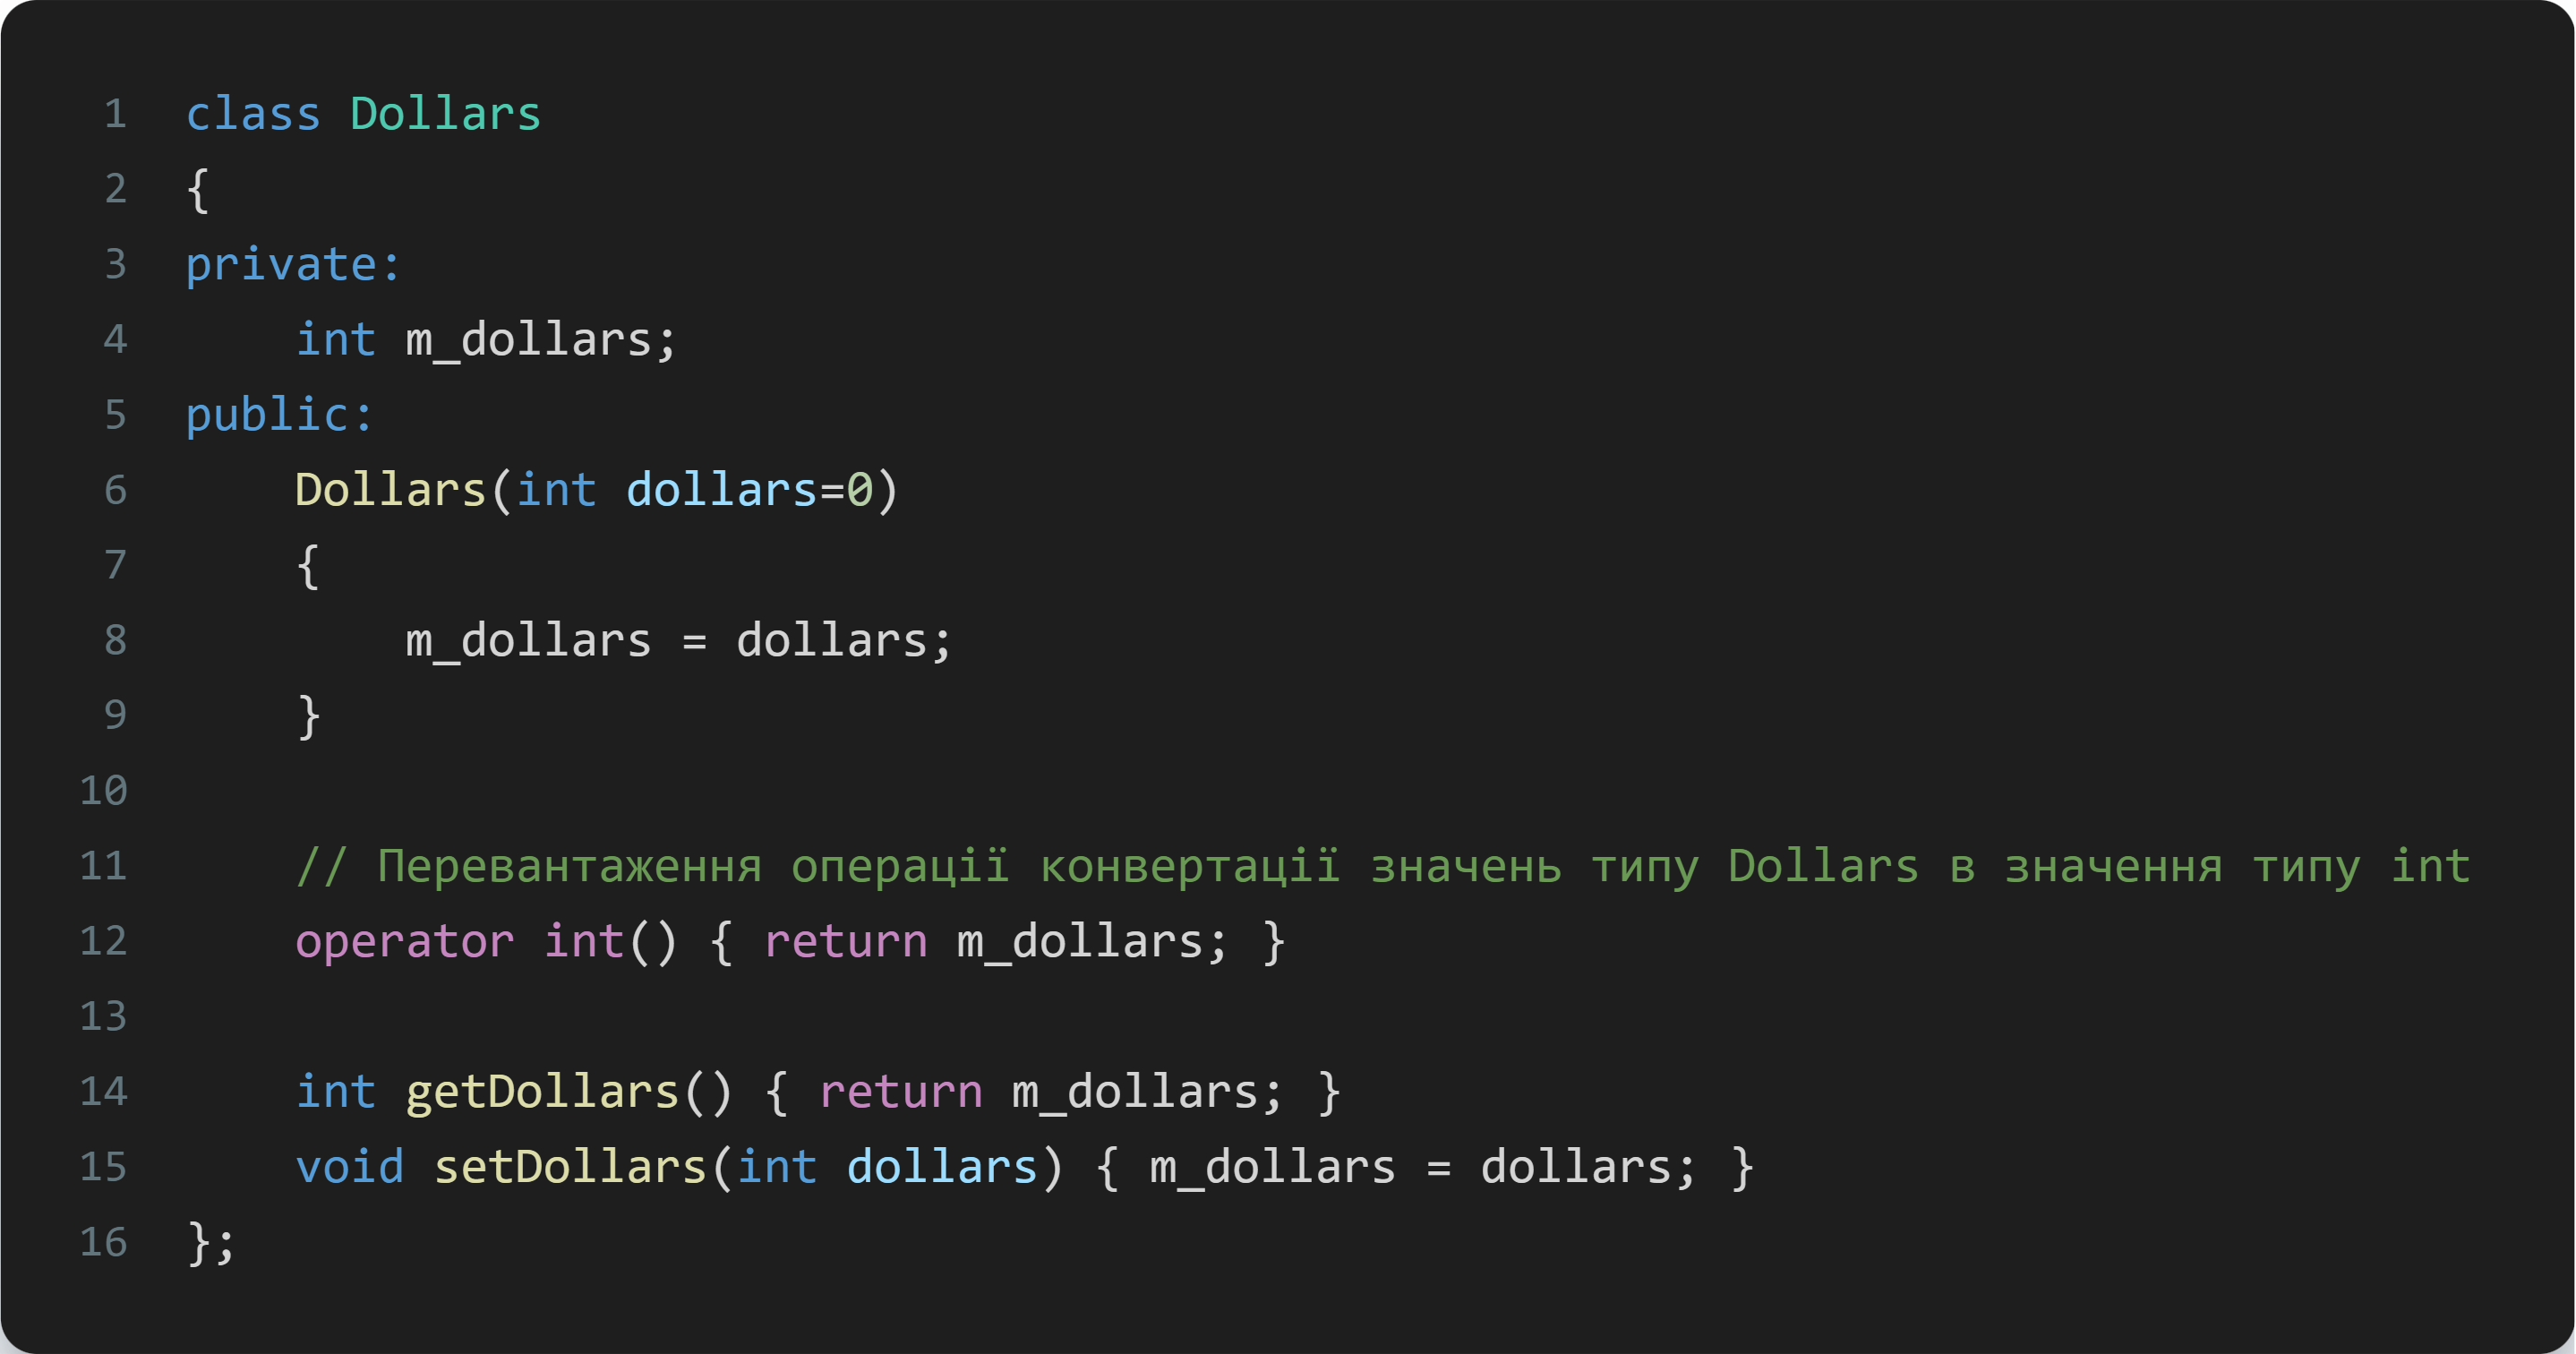 1 class Dollars
2 {
3 private:
4     int m_dollars;
5 public:
6     Dollars(int dollars=0)
7     {
8         m_dollars = dollars;
9     }
10
11     // Перевантаження операції конвертації значень типу Dollars в значення типу int
12     operator int() { return m_dollars; }
13
14     int getDollars() { return m_dollars; }
15     void setDollars(int dollars) { m_dollars = dollars; }
16 };